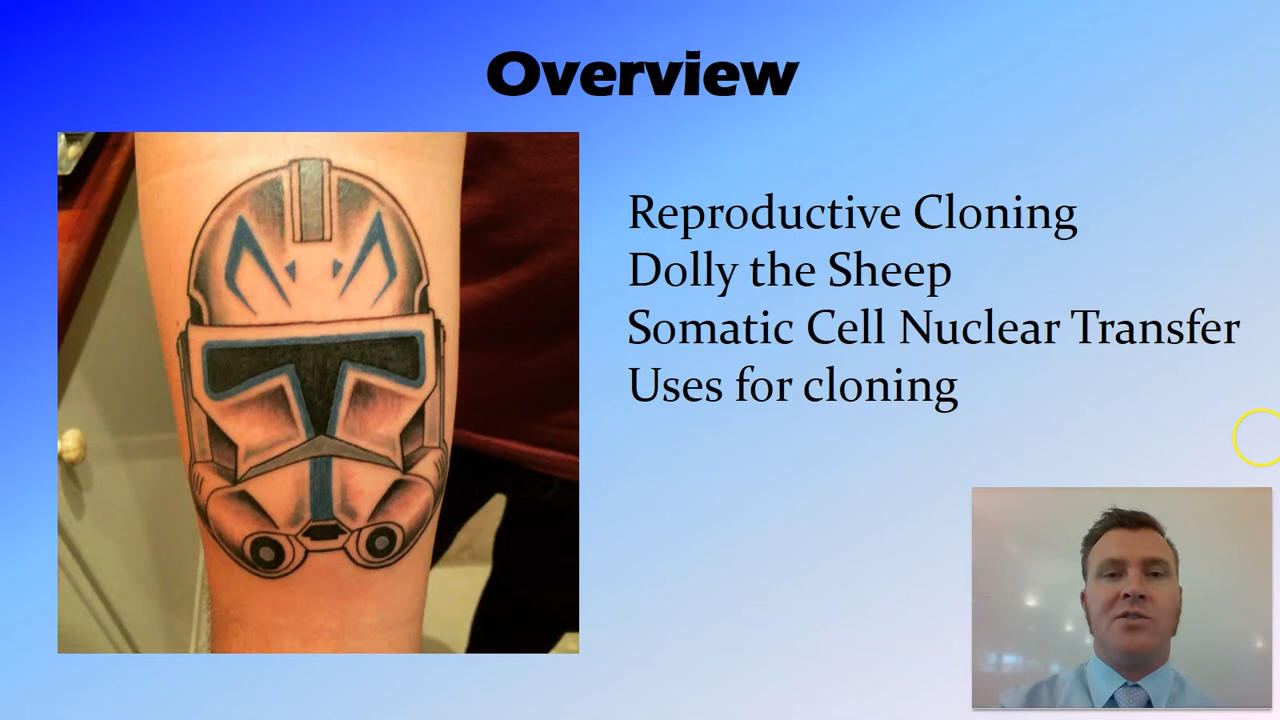 Overview
Reproductive Cloning
Dolly the Sheep
Somatic Cell Nuclear Transfer
Uses for cloning